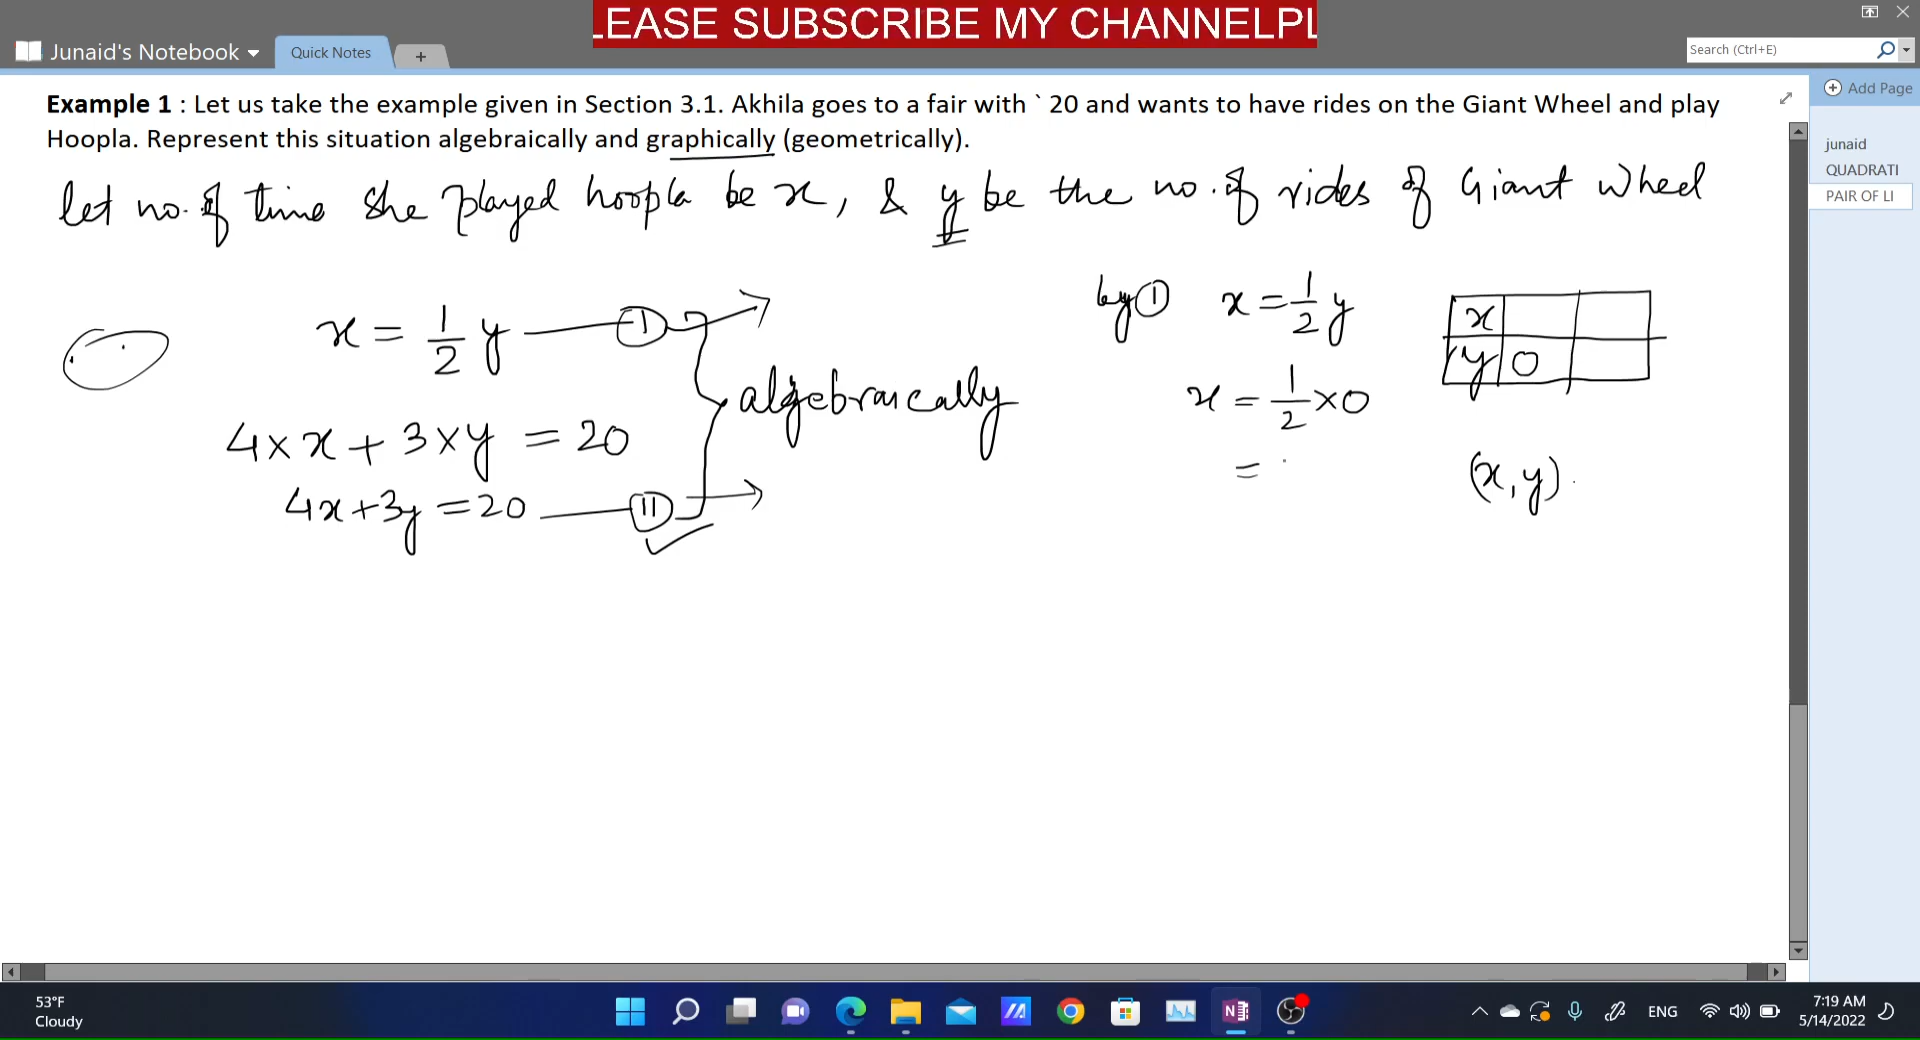 LEASE SUBSCRIBE MY CHANNELPL
Junaid's Notebook
Quick Notes
+
Search (Ctrl+E)
Add Page
junaid
QUADRATI
PAIR OF LI
Example 1 : Let us take the example given in Section 3.1. Akhila goes to a fair with ` 20 and wants to have rides on the Giant Wheel and play
Hoopla. Represent this situation algebraically and graphically (geometrically).
let no. of time she played hoopla be x, & y be the no. of rides of Giant Wheel
x = 1/2 y — I
4 × x + 3 × y = 20
4x + 3y = 20 — II
algebraically
by I x = 1/2 y
x = 1/2 × 0
=
x
y 0
(x, y).
53°F
Cloudy
ENG
7:19 AM
5/14/2022